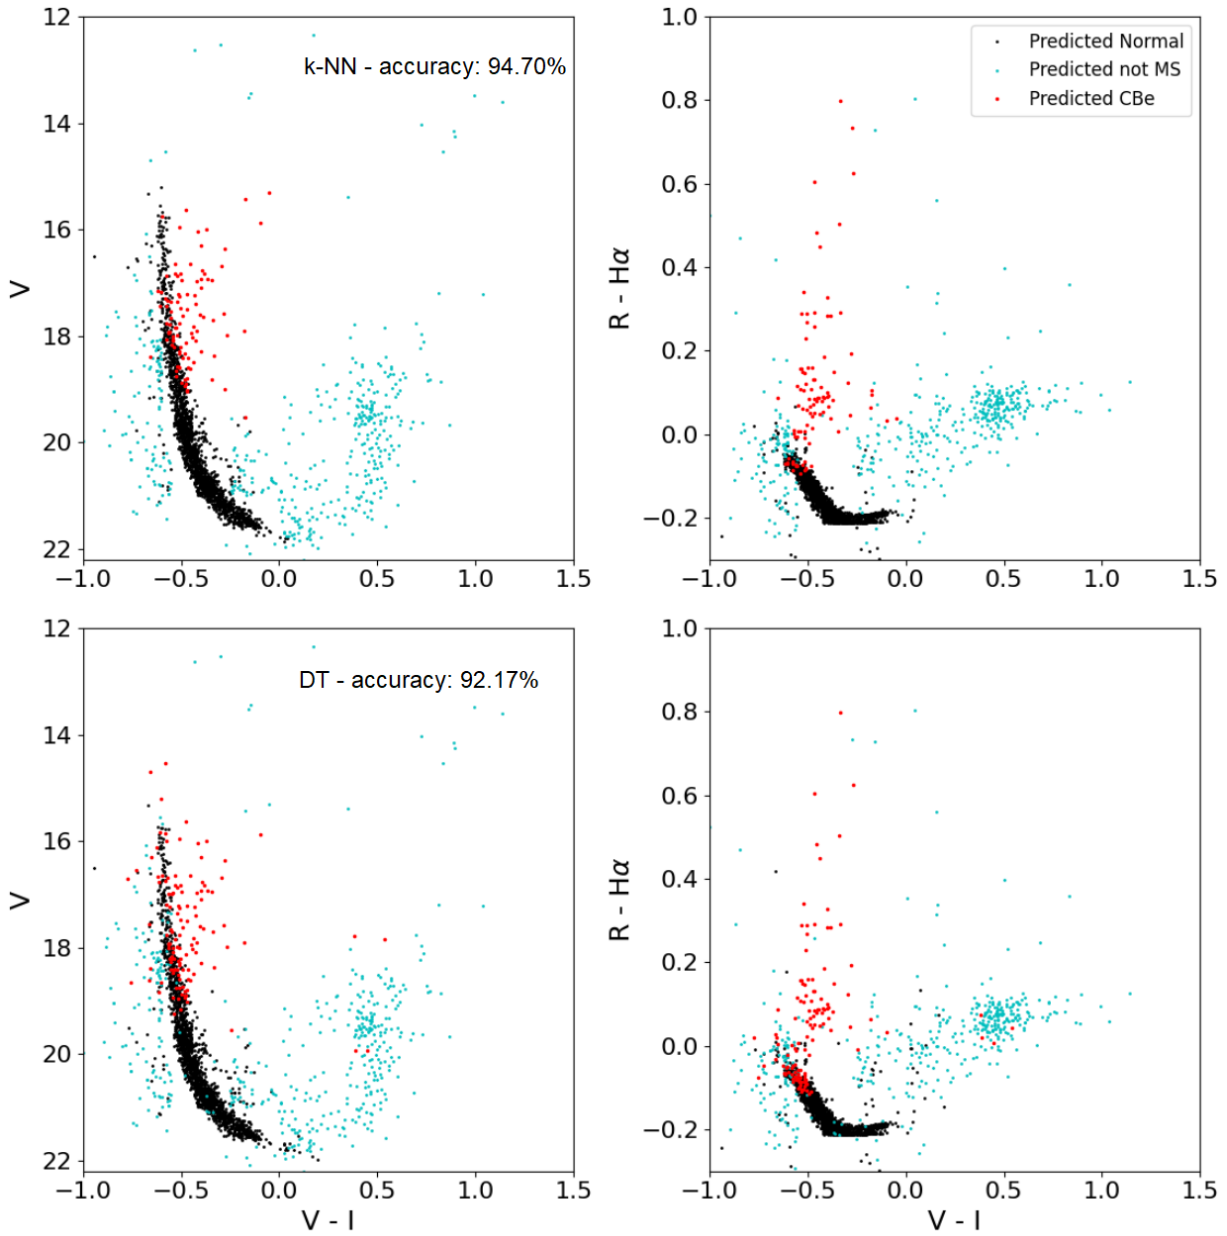 12
14
16
18
20
22
V
k-NN - accuracy: 94.70%
−1.0 −0.5 0.0 0.5 1.0 1.5
1.0
0.8
0.6
0.4
0.2
0.0
−0.2
R - Hα
Predicted Normal
Predicted not MS
Predicted CBe
−1.0 −0.5 0.0 0.5 1.0 1.5
12
14
16
18
20
22
V
DT - accuracy: 92.17%
−1.0 −0.5 0.0 0.5 1.0 1.5
V - I
1.0
0.8
0.6
0.4
0.2
0.0
−0.2
R - Hα
−1.0 −0.5 0.0 0.5 1.0 1.5
V - I